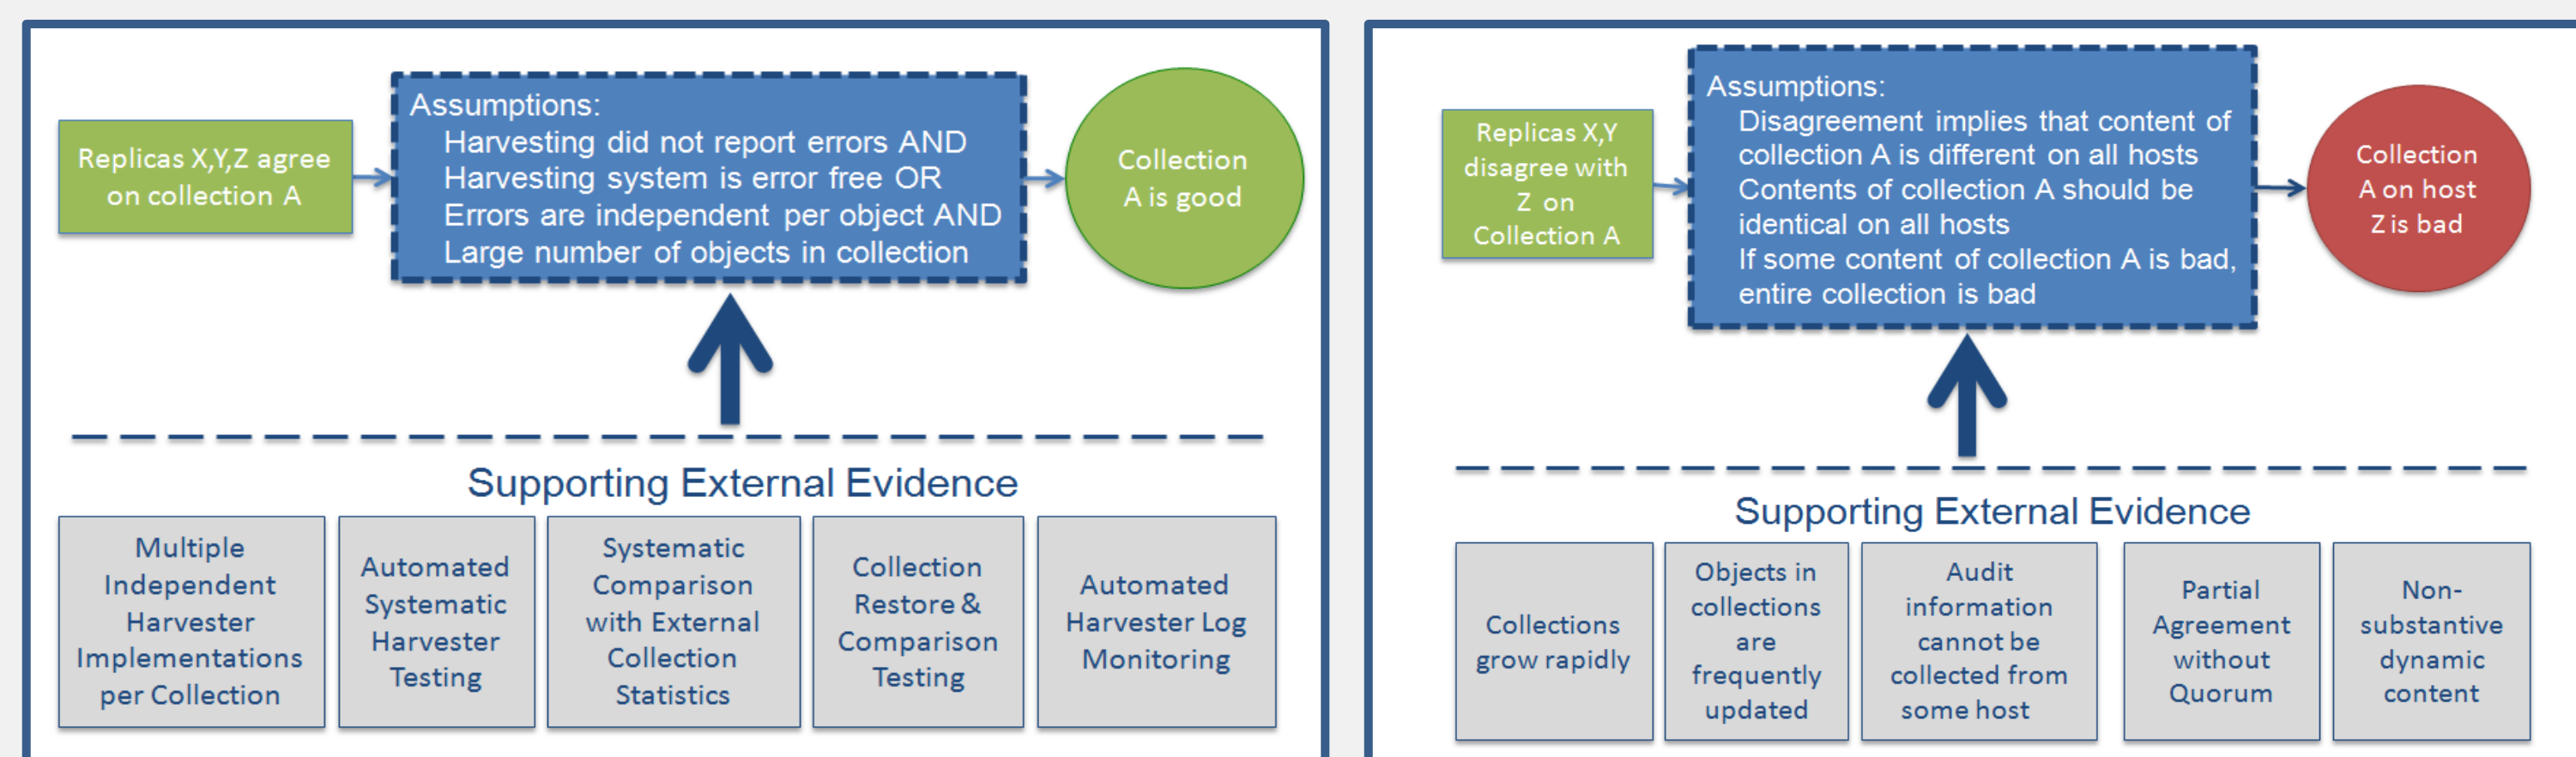 Replicas X,Y,Z agree
on collection A
Assumptions:
Harvesting did not report errors AND
Harvesting system is error free OR
Errors are independent per object AND
Large number of objects in collection
Collection
A is good
Supporting External Evidence
Multiple
Independent
Harvester
Implementations
per Collection
Automated
Systematic
Harvester
Testing
Systematic
Comparison
with External
Collection
Statistics
Collection
Restore &
Comparison
Testing
Automated
Harvester Log
Monitoring
Replicas X,Y
disagree with
Z on
Collection A
Assumptions:
Disagreement implies that content of
collection A is different on all hosts
Contents of collection A should be
identical on all hosts
If some content of collection A is bad,
entire collection is bad
Collection
A on host
Z is bad
Supporting External Evidence
Collections
grow rapidly
Objects in
collections
are
frequently
updated
Audit
information
cannot be
collected from
some host
Partial
Agreement
without
Quorum
Non-
substantive
dynamic
content